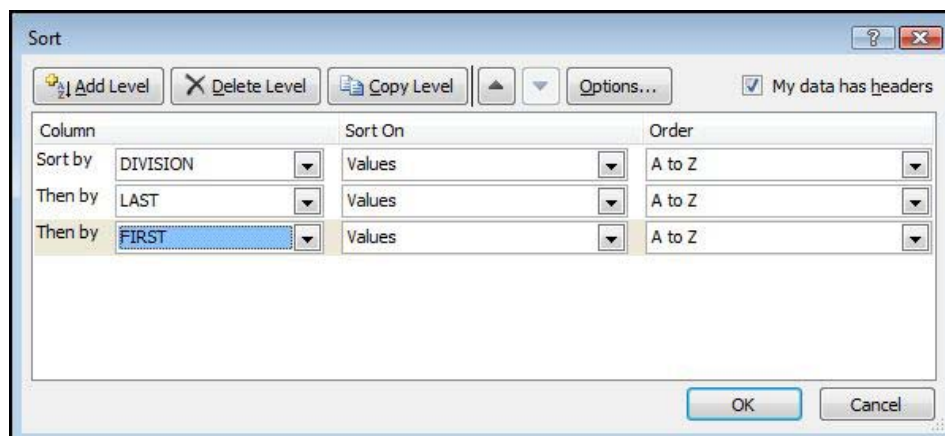 Sort
Add Level Delete Level Copy Level Options... My data has headers
Column Sort On Order
Sort by DIVISION Values A to Z
Then by LAST Values A to Z
Then by FIRST Values A to Z
OK Cancel